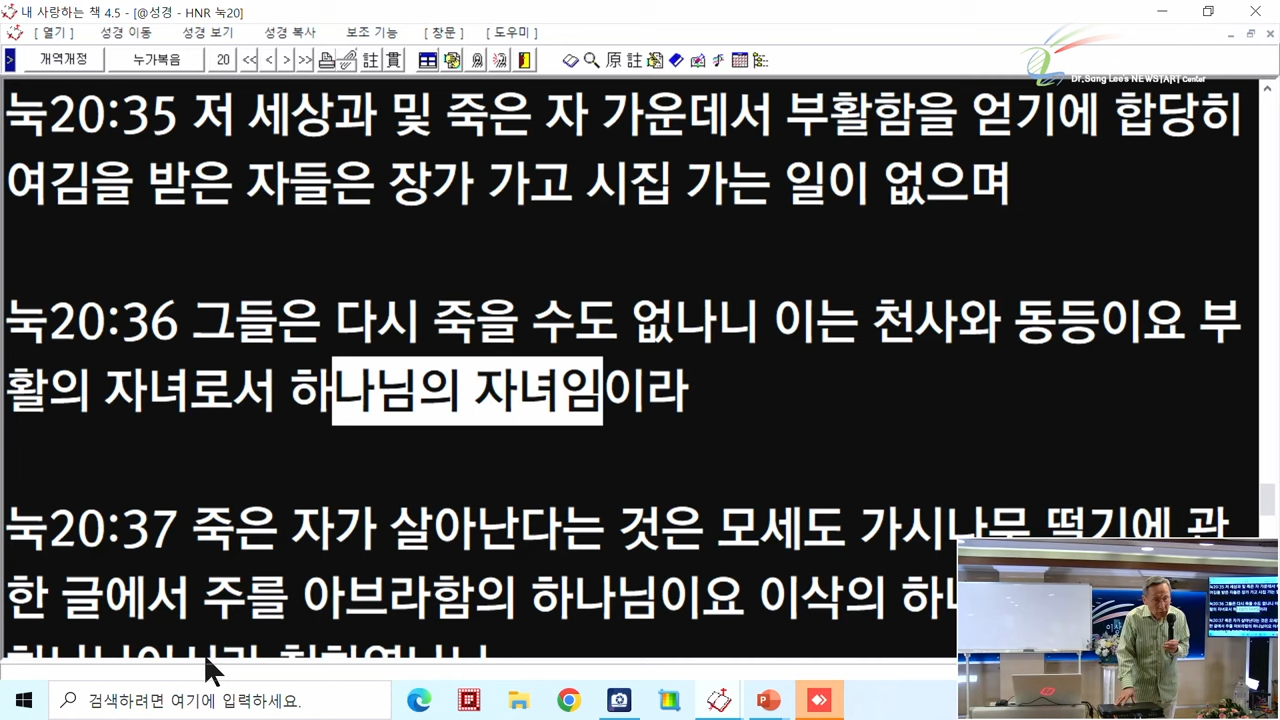 내 사랑하는 책 4.5 - [@성경 - HNR 눅20]
[ 열기 ] 성경 이동 성경 보기 성경 복사 보조 기능 [ 창문 ] [ 도우미 ]
> 개역개정 누가복음 20 << < > >> 註 貫 原 註
Dr.Sang Lee's NEWSTART Center
눅20:35 저 세상과 및 죽은 자 가운데서 부활함을 얻기에 합당히
여김을 받은 자들은 장가 가고 시집 가는 일이 없으며
눅20:36 그들은 다시 죽을 수도 없나니 이는 천사와 동등이요 부
활의 자녀로서 하나님의 자녀임이라
눅20:37 죽은 자가 살아난다는 것은 모세도 가시나무 떨기에 관
한 글에서 주를 아브라함의 하나님이요 이삭의 하
검색하려면 여기에 입력하세요.